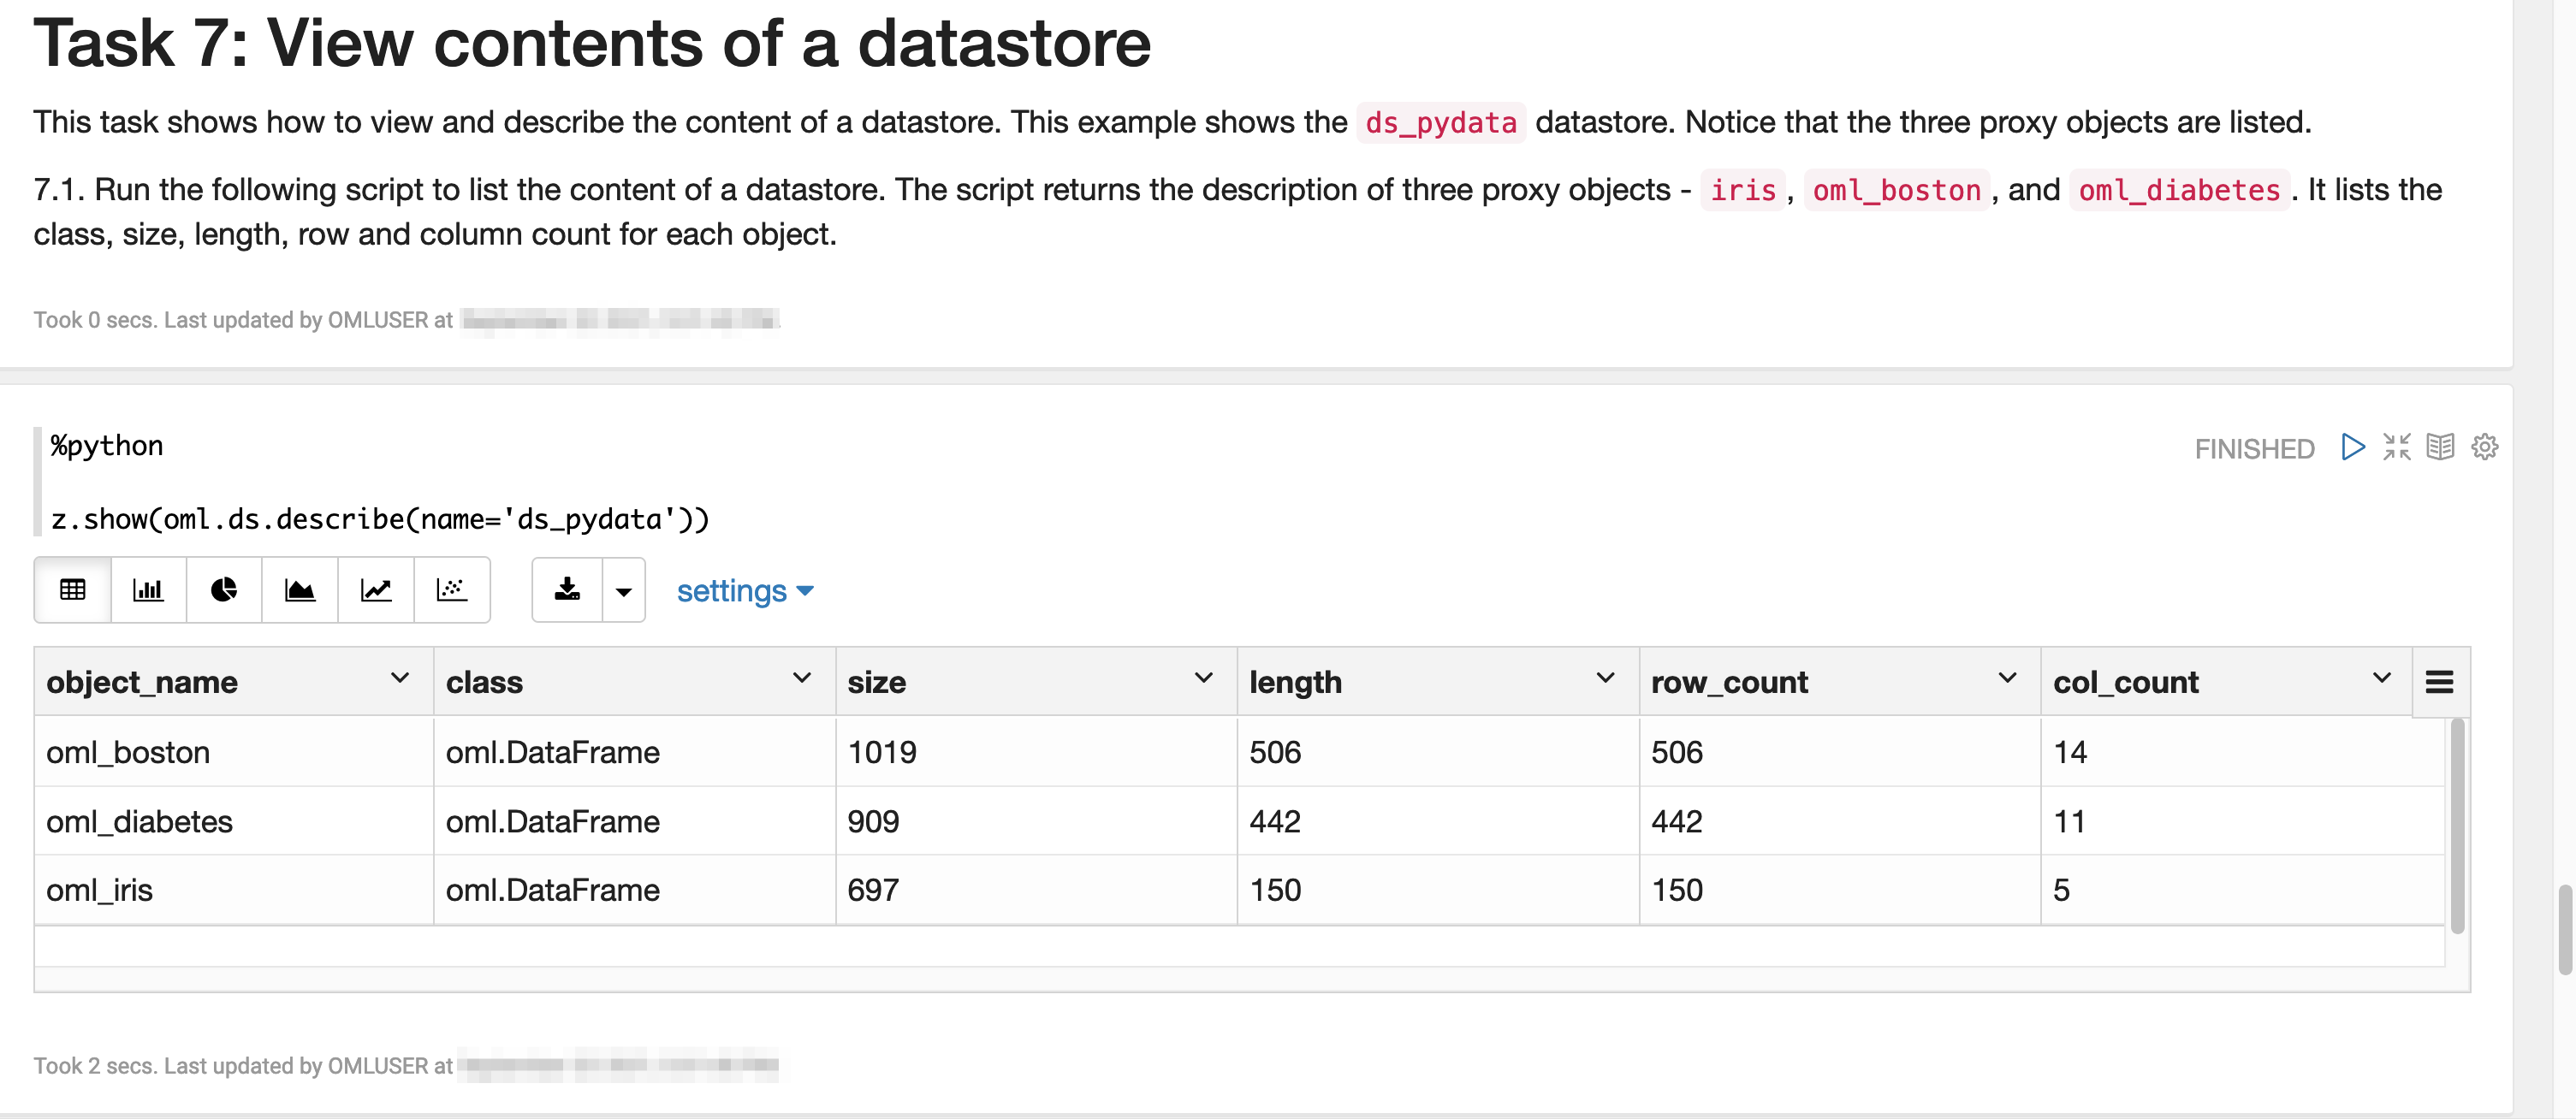 Task 7: View contents of a datastore
This task shows how to view and describe the content of a datastore. This example shows the ds_pydata datastore. Notice that the three proxy objects are listed.
7.1. Run the following script to list the content of a datastore. The script returns the description of three proxy objects - iris, oml_boston, and oml_diabetes. It lists the
class, size, length, row and column count for each object.
Took 0 secs. Last updated by OMLUSER at
%python
FINISHED
z.show(oml.ds.describe(name='ds_pydata'))
settings
object_name class size length row_count col_count
oml_boston oml.DataFrame 1019 506 506 14
oml_diabetes oml.DataFrame 909 442 442 11
oml_iris oml.DataFrame 697 150 150 5
Took 2 secs. Last updated by OMLUSER at